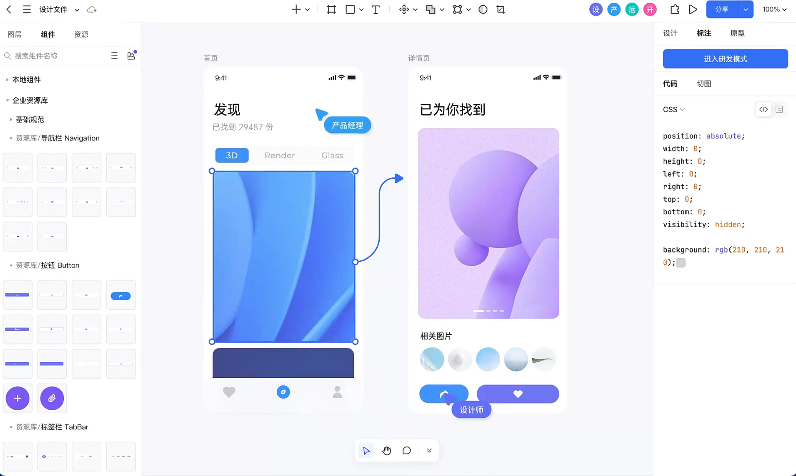 设计文件
设
产
运
开
分享
100%
图层
组件
资源
搜索组件名称
本地组件
企业资源库
基础规范
资源库/导航栏 Navigation
资源库/按钮 Button
资源库/标签栏 TabBar
首页
9:41
发现
已找到 29487 份
产品经理
3D
Render
Glass
详情页
9:41
已为你找到
相关图片
设计师
设计
标注
原型
进入研发模式
代码
切图
CSS
position: absolute;
width: 0;
height: 0;
left: 0;
right: 0;
top: 0;
bottom: 0;
visibility: hidden;
background: rgb(210, 210, 21
0);